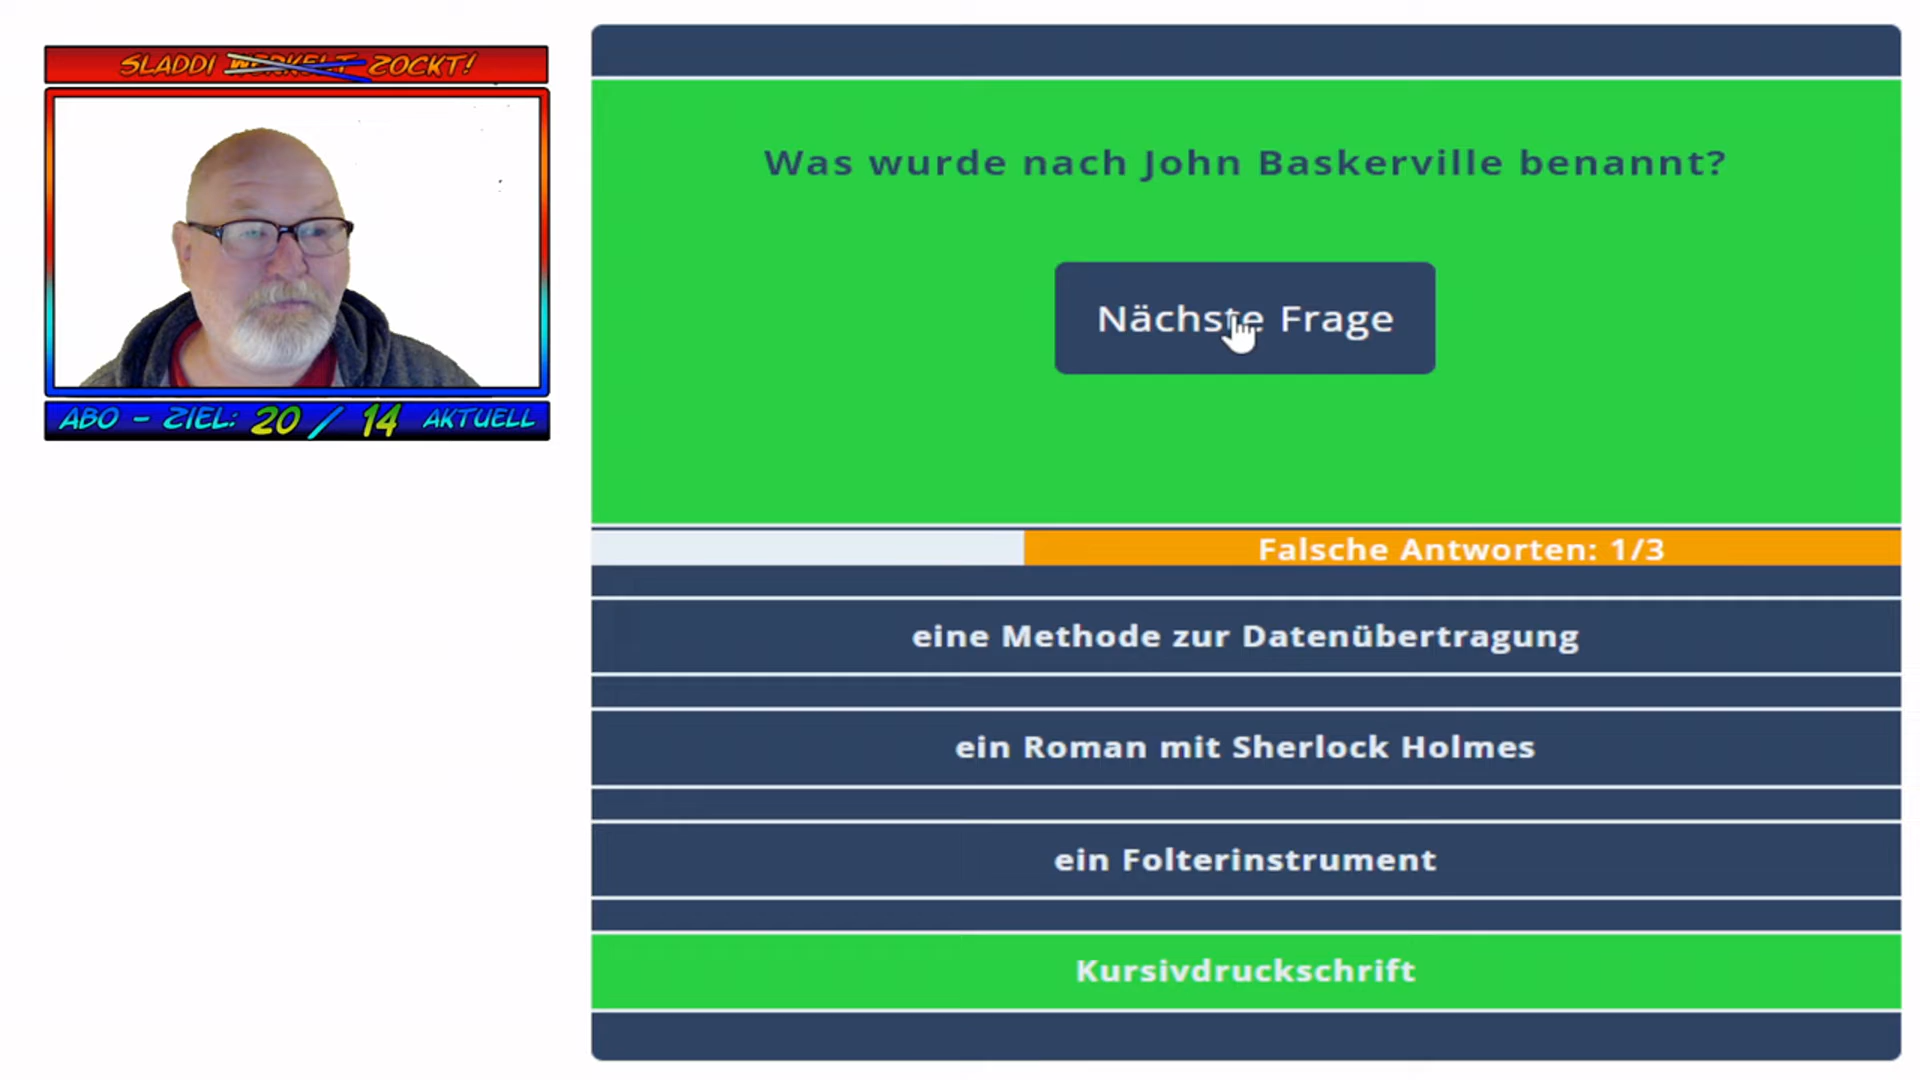 SLADDI WERKELT ZOCKT!
ABO - ZIEL: 20 / 14 AKTUELL
Was wurde nach John Baskerville benannt?
Nächste Frage
Falsche Antworten: 1/3
eine Methode zur Datenübertragung
ein Roman mit Sherlock Holmes
ein Folterinstrument
Kursivdruckschrift